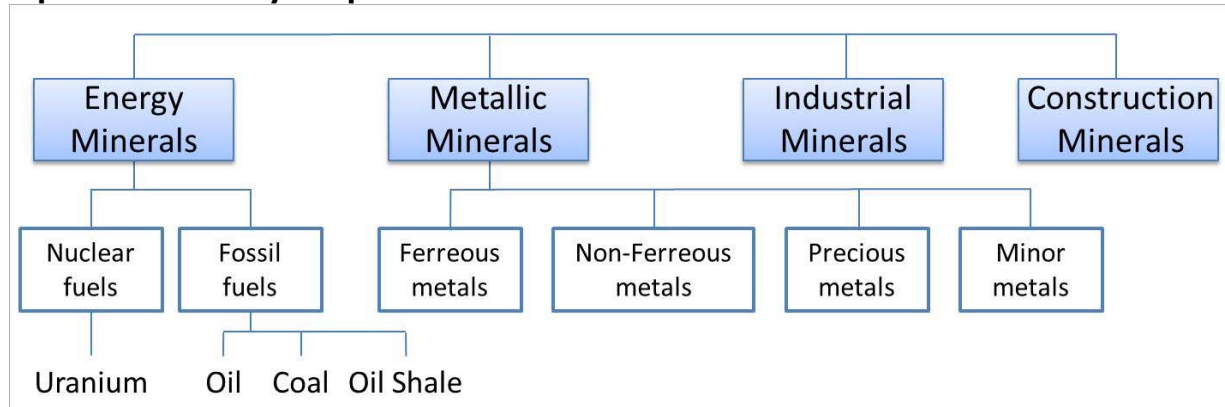 Energy
Minerals
Metallic
Minerals
Industrial
Minerals
Construction
Minerals
Nuclear
fuels
Fossil
fuels
Ferreous
metals
Non-Ferreous
metals
Precious
metals
Minor
metals
Uranium
Oil
Coal
Oil Shale